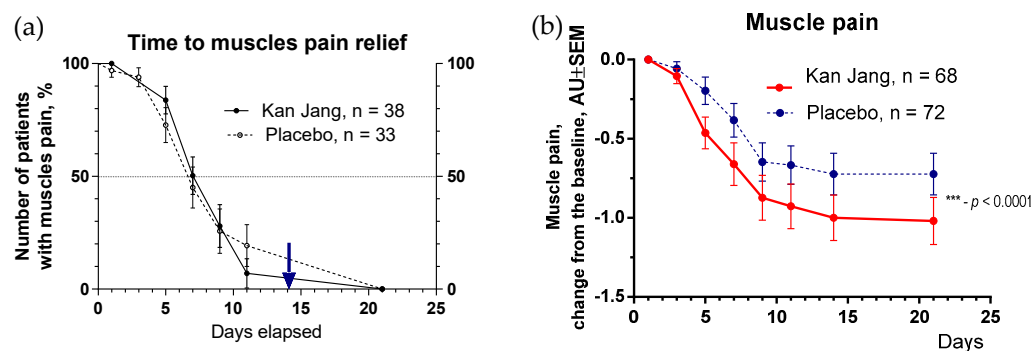 (a)
Time to muscles pain relief
Number of patients
with muscles pain, %
100
50
0
100
50
0
Kan Jang, n = 38
Placebo, n = 33
0 5 10 15 20 25
Days elapsed
(b)
Muscle pain
Muscle pain,
change from the baseline, AU±SEM
0.0
-0.5
-1.0
-1.5
Kan Jang, n = 68
Placebo, n = 72
*** - p < 0.0001
0 5 10 15 20 25
Days